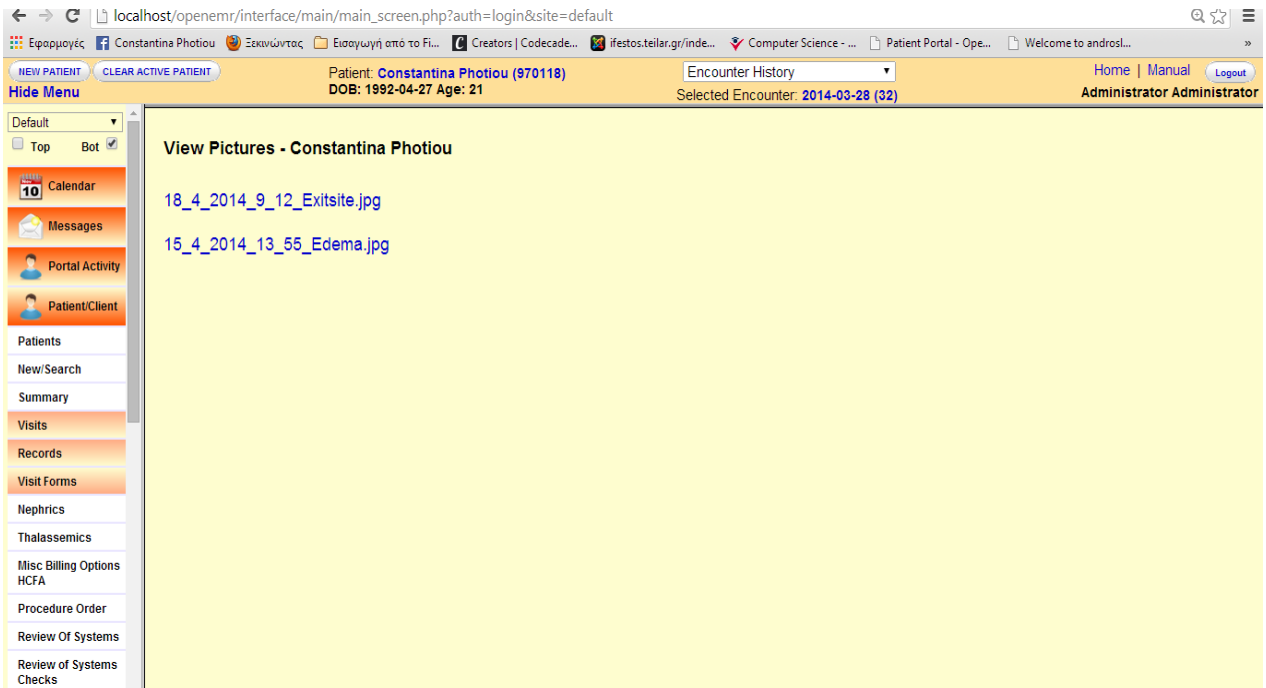 localhost/openemr/interface/main/main_screen.php?auth=login&site=default
Εφαρμογές Constantina Photiou Ξεκινώντας Εισαγωγή από το Fi... Creators | Codecade... ifestos.teilar.gr/inde... Computer Science - ... Patient Portal - Ope... Welcome to androsl... »
NEW PATIENT CLEAR ACTIVE PATIENT Patient: Constantina Photiou (970118) Encounter History Home | Manual Logout
Hide Menu DOB: 1992-04-27 Age: 21 Selected Encounter: 2014-03-28 (32) Administrator Administrator
Default
Top Bot
View Pictures - Constantina Photiou
18_4_2014_9_12_Exitsite.jpg
15_4_2014_13_55_Edema.jpg
10 Calendar
Messages
Portal Activity
Patient/Client
Patients
New/Search
Summary
Visits
Records
Visit Forms
Nephrics
Thalassemics
Misc Billing Options
HCFA
Procedure Order
Review Of Systems
Review of Systems
Checks